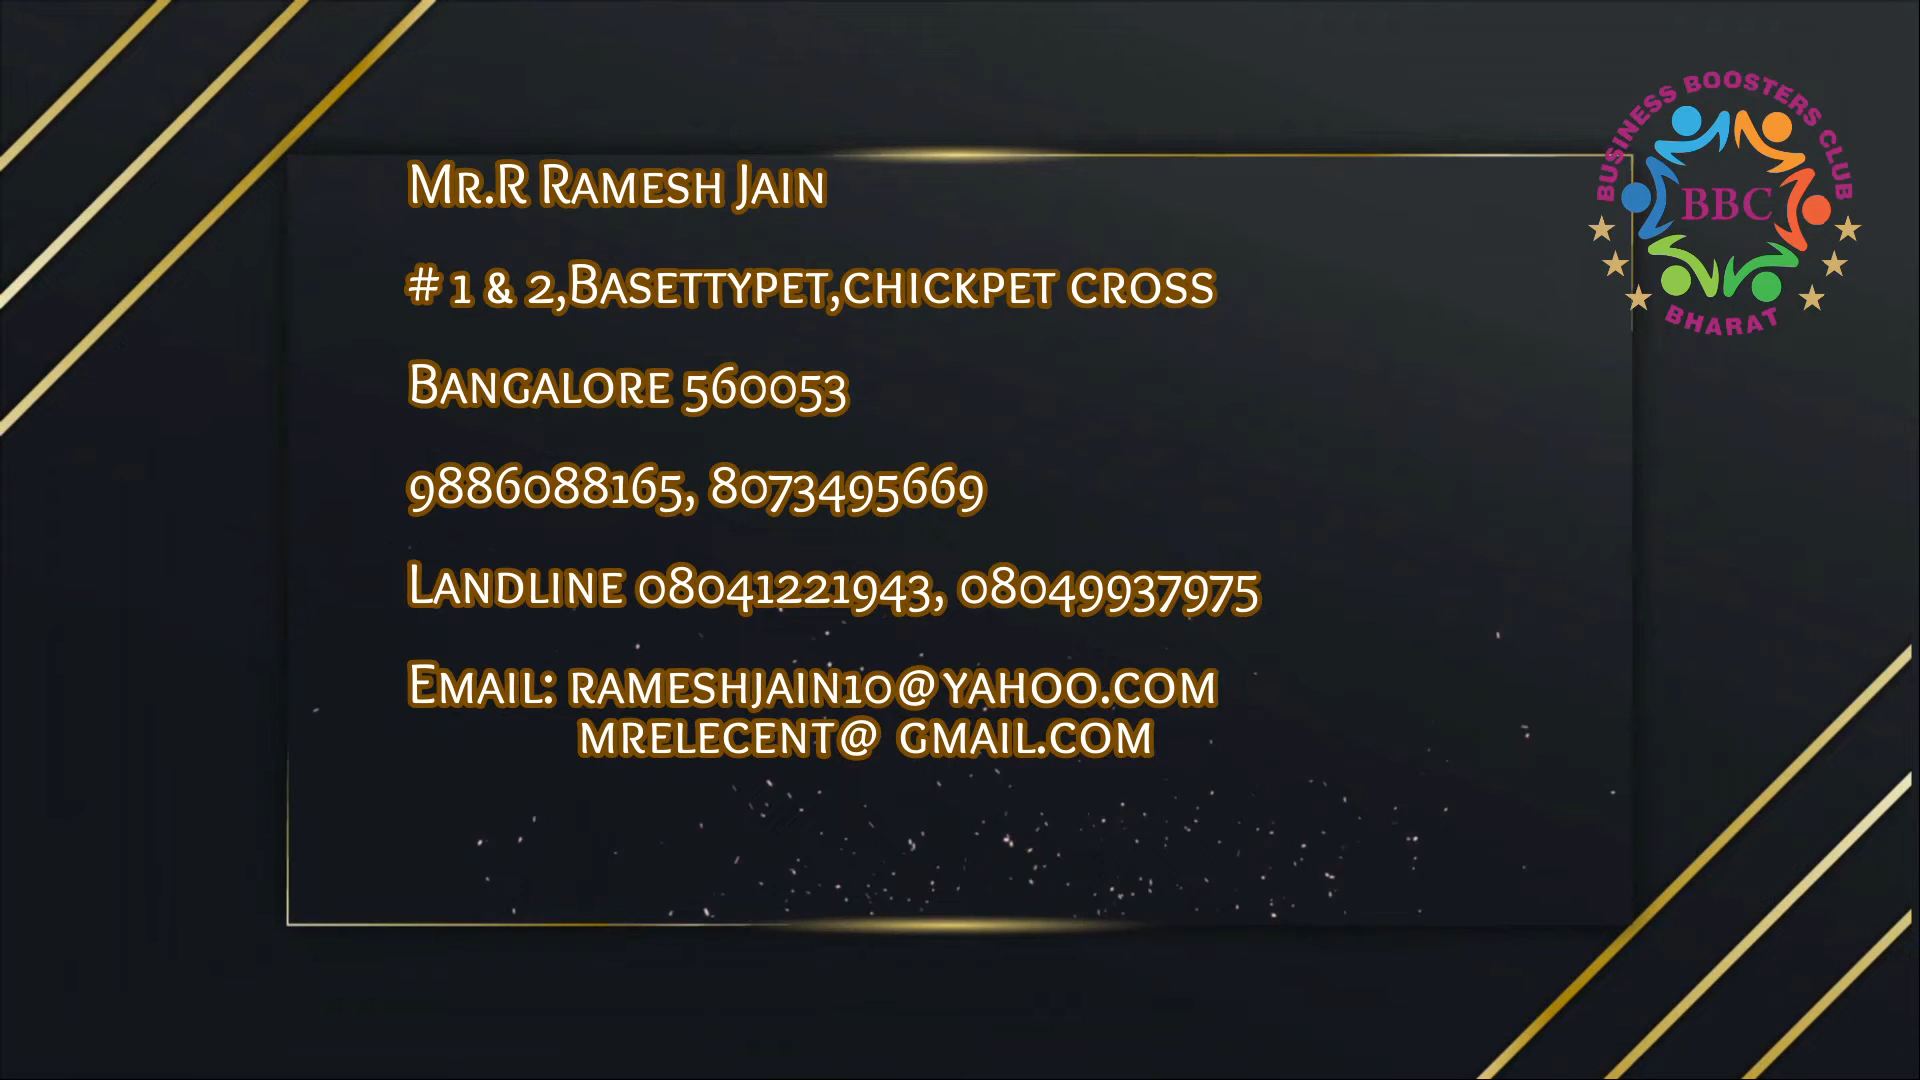 Mr.R Ramesh Jain
# 1 & 2,Basettypet,chickpet cross
Bangalore 560053
9886088165, 8073495669
Landline 08041221943, 08049937975
Email: rameshjain10@yahoo.com
mrelecent@ gmail.com
BUSINESS BOOSTERS CLUB
BBC
BHARAT